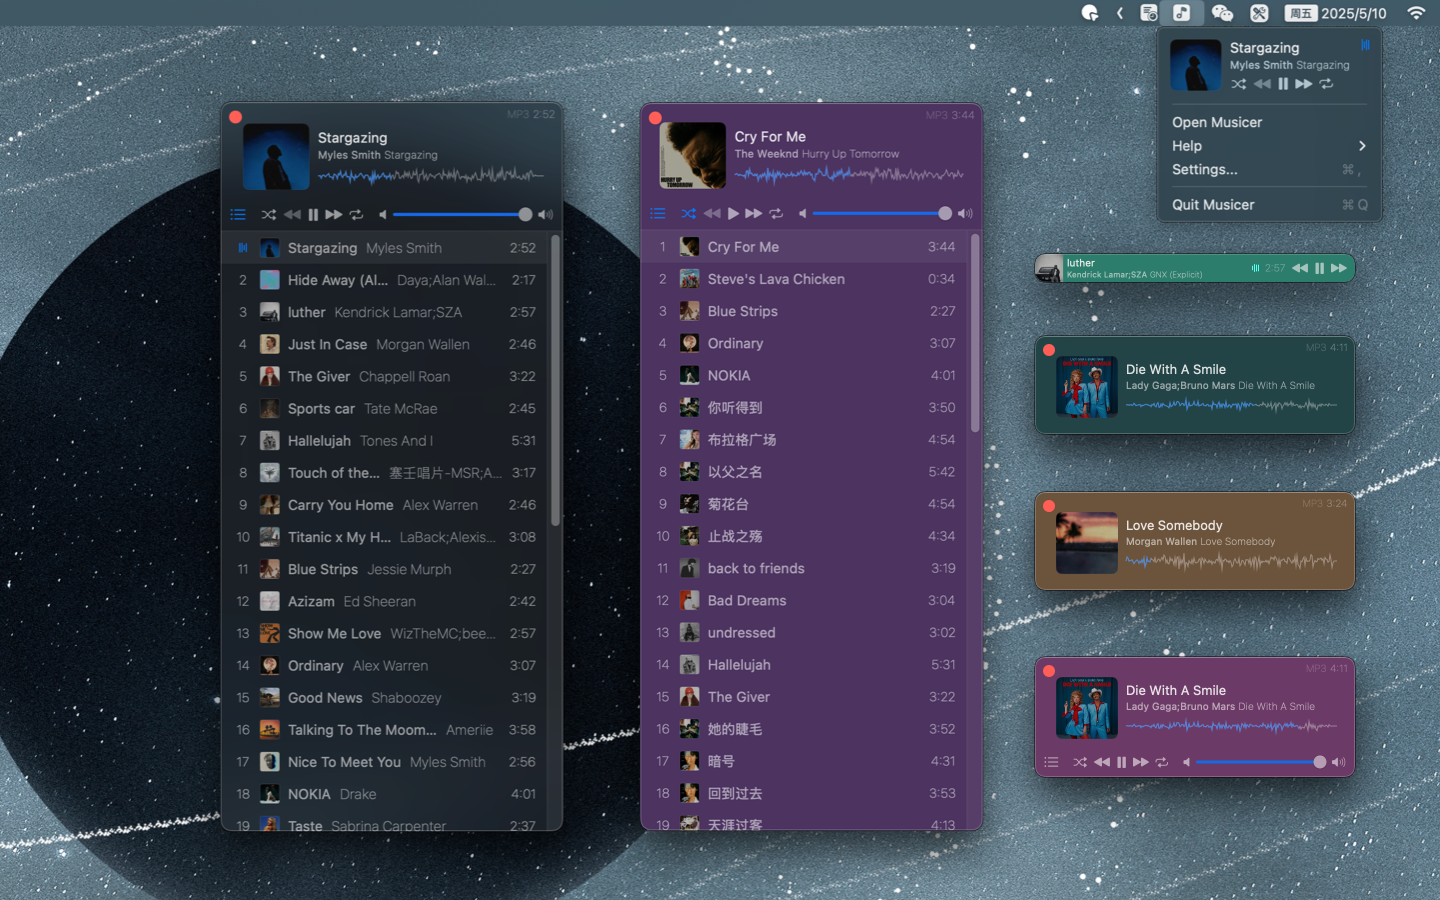 周五 2025/5/10
Stargazing
Myles Smith Stargazing
Open Musicer
Help
Settings... ⌘ ,
Quit Musicer ⌘ Q
MP3 2:52
Stargazing
Myles Smith Stargazing
Stargazing Myles Smith 2:52
2 Hide Away (Al... Daya;Alan Wal... 2:17
3 luther Kendrick Lamar;SZA 2:57
4 Just In Case Morgan Wallen 2:46
5 The Giver Chappell Roan 3:22
6 Sports car Tate McRae 2:45
7 Hallelujah Tones And I 5:31
8 Touch of the... 塞壬唱片-MSR;A... 3:17
9 Carry You Home Alex Warren 2:46
10 Titanic x My H... LaBack;Alexis... 3:08
11 Blue Strips Jessie Murph 2:27
12 Azizam Ed Sheeran 2:42
13 Show Me Love WizTheMC;bee... 2:57
14 Ordinary Alex Warren 3:07
15 Good News Shaboozey 3:19
16 Talking To The Moom... Ameriie 3:58
17 Nice To Meet You Myles Smith 2:56
18 NOKIA Drake 4:01
19 Taste Sabrina Carpenter 2:37
MP3 3:44
HURRY UP
TOMORROW
Cry For Me
The Weeknd Hurry Up Tomorrow
1 Cry For Me 3:44
2 Steve's Lava Chicken 0:34
3 Blue Strips 2:27
4 Ordinary 3:07
5 NOKIA 4:01
6 你听得到 3:50
7 布拉格广场 4:54
8 以父之名 5:42
9 菊花台 4:54
10 止战之殇 4:34
11 back to friends 3:19
12 Bad Dreams 3:04
13 undressed 3:02
14 Hallelujah 5:31
15 The Giver 3:22
16 她的睫毛 3:52
17 暗号 4:31
18 回到过去 3:53
19 天涯过客 4:13
luther
Kendrick Lamar;SZA GNX (Explicit)
2:57
MP3 4:11
Die With A Smile
Lady Gaga;Bruno Mars Die With A Smile
MP3 3:24
Love Somebody
Morgan Wallen Love Somebody
MP3 4:11
Die With A Smile
Lady Gaga;Bruno Mars Die With A Smile